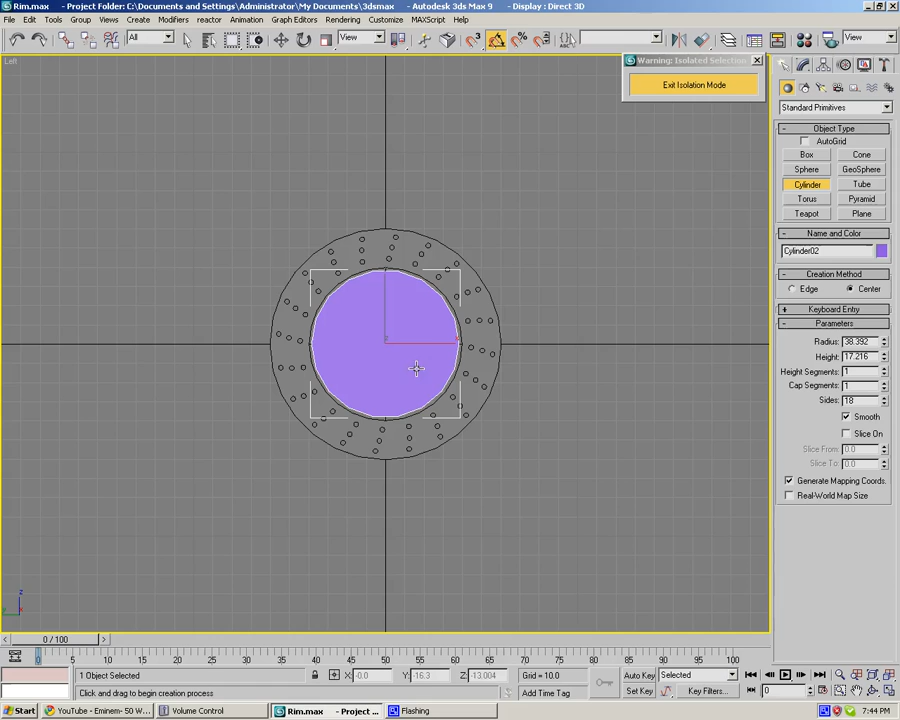 Rim.max - Project Folder: C:\Documents and Settings\Administrator\My Documents\3dsmax - Autodesk 3ds Max 9 - Display : Direct 3D
File Edit Tools Group Views Create Modifiers reactor Animation Graph Editors Rendering Customize MAXScript Help
All View View
Left
Warning: Isolated Selection
Exit Isolation Mode
Standard Primitives
- Object Type
AutoGrid
Box Cone
Sphere GeoSphere
Cylinder Tube
Torus Pyramid
Teapot Plane
- Name and Color
Cylinder02
- Creation Method
Edge Center
+ Keyboard Entry
- Parameters
Radius: 38.392
Height: 17.216
Height Segments: 1
Cap Segments: 1
Sides: 18
Smooth
Slice On
Slice From: 0.0
Slice To: 0.0
Generate Mapping Coords.
Real-World Map Size
z
y x
< 0 / 100 >
0 5 10 15 20 25 30 35 40 45 50 55 60 65 70 75 80 85 90 95 100
1 Object Selected X: -0.0 Y: -16.3 Z: -13.004 Grid = 10.0 Auto Key Selected
Click and drag to begin creation process Add Time Tag Set Key Key Filters... 0
Start YouTube - Eminem- 50 W... Volume Control Rim.max - Project ... Flashing 7:44 PM